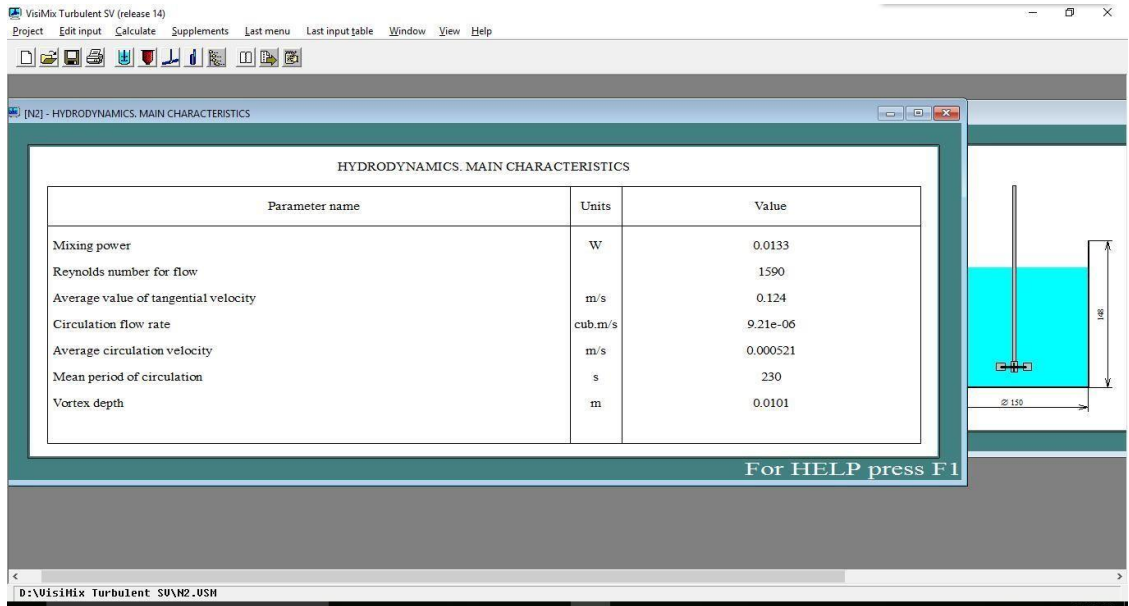 VisiMix Turbulent SV (release 14)
Project Edit input Calculate Supplements Last menu Last input table Window View Help
[N2] - HYDRODYNAMICS. MAIN CHARACTERISTICS
HYDRODYNAMICS. MAIN CHARACTERISTICS
Parameter name Units Value
Mixing power W 0.0133
Reynolds number for flow 1590
Average value of tangential velocity m/s 0.124
Circulation flow rate cub.m/s 9.21e-06
Average circulation velocity m/s 0.000521
Mean period of circulation s 230
Vortex depth m 0.0101
148
Ø 150
For HELP press F1
D:\VisiMix Turbulent SV\N2.VSM